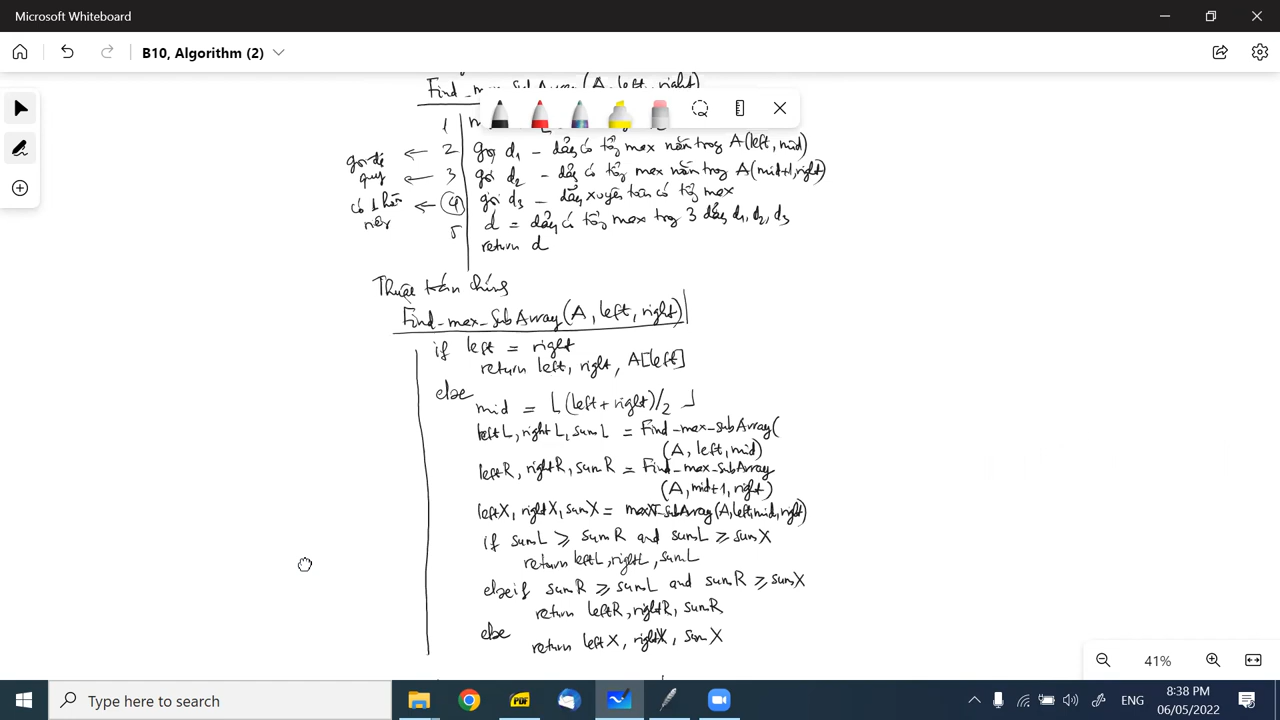 Microsoft Whiteboard
B10, Algorithm (2)
Find_max_SubArray(A, left, right)
1
2 gọi d1 - dãy có tổng max nằm trong A(left, mid)
gọi đệ
quy
3 gọi d2 - dãy có tổng max nằm trong A(mid+1, right)
có 1 hàm
này
4 gọi d3 - dãy xuyên tâm có tổng max
5 d = dãy có tổng max trong 3 dãy d1, d2, d3
return d
Thuật toán chính
Find_max_SubArray(A, left, right)
if left = right
return left, right, A[left]
else
mid = ⌊(left+right)/2⌋
leftL, rightL, sumL = Find_max_subArray(
(A, left, mid)
leftR, rightR, sumR = Find_max_subArray
(A, mid+1, right)
leftX, rightX, sumX = maxXT_subArray(A, left, mid, right)
if sumL ≥ sumR and sumL ≥ sumX
return leftL, rightL, sumL
elseif sumR ≥ sumL and sumR ≥ sumX
return leftR, rightR, sumR
else
return leftX, rightX, sumX
41%
Type here to search
PDF
ENG
8:38 PM
06/05/2022